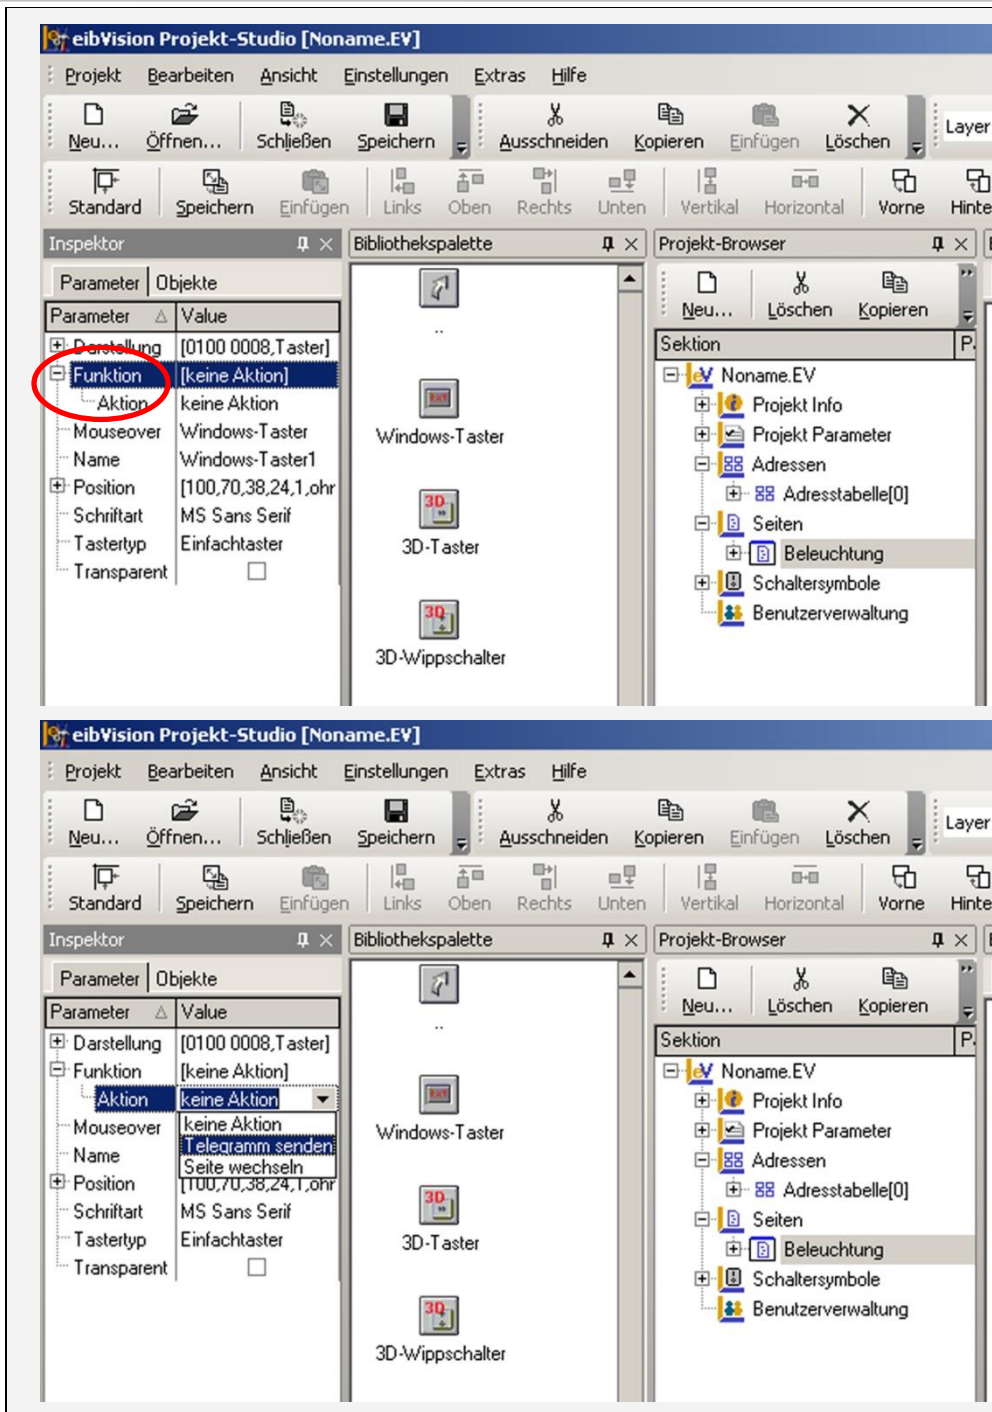 eibVision Projekt-Studio [Noname.EV]
Projekt Bearbeiten Ansicht Einstellungen Extras Hilfe
Neu... Öffnen... Schließen Speichern Ausschneiden Kopieren Einfügen Löschen Layer
Standard Speichern Einfügen Links Oben Rechts Unten Vertikal Horizontal Vorne Hinte
Inspektor
Parameter Objekte
Parameter Value
Darstellung [0100 0008,Taster]
Funktion [keine Aktion]
Aktion keine Aktion
Mouseover Windows-Taster
Name Windows-Taster1
Position [100,70,38,24,1,ohr
Schriftart MS Sans Serif
Tastertyp Einfachtaster
Transparent
Bibliothekspalette
..
Windows-Taster
3D-Taster
3D-Wippschalter
Projekt-Browser
Neu... Löschen Kopieren
Sektion P
Noname.EV
Projekt Info
Projekt Parameter
Adressen
Adresstabelle[0]
Seiten
Beleuchtung
Schaltersymbole
Benutzerverwaltung
eibVision Projekt-Studio [Noname.EV]
Projekt Bearbeiten Ansicht Einstellungen Extras Hilfe
Neu... Öffnen... Schließen Speichern Ausschneiden Kopieren Einfügen Löschen Layer
Standard Speichern Einfügen Links Oben Rechts Unten Vertikal Horizontal Vorne Hinte
Inspektor
Parameter Objekte
Parameter Value
Darstellung [0100 0008,Taster]
Funktion [keine Aktion]
Aktion keine Aktion
keine Aktion
Telegramm senden
Seite wechseln
Mouseover
Name
Position [100,70,38,24,1,ohr
Schriftart MS Sans Serif
Tastertyp Einfachtaster
Transparent
Bibliothekspalette
..
Windows-Taster
3D-Taster
3D-Wippschalter
Projekt-Browser
Neu... Löschen Kopieren
Sektion P
Noname.EV
Projekt Info
Projekt Parameter
Adressen
Adresstabelle[0]
Seiten
Beleuchtung
Schaltersymbole
Benutzerverwaltung